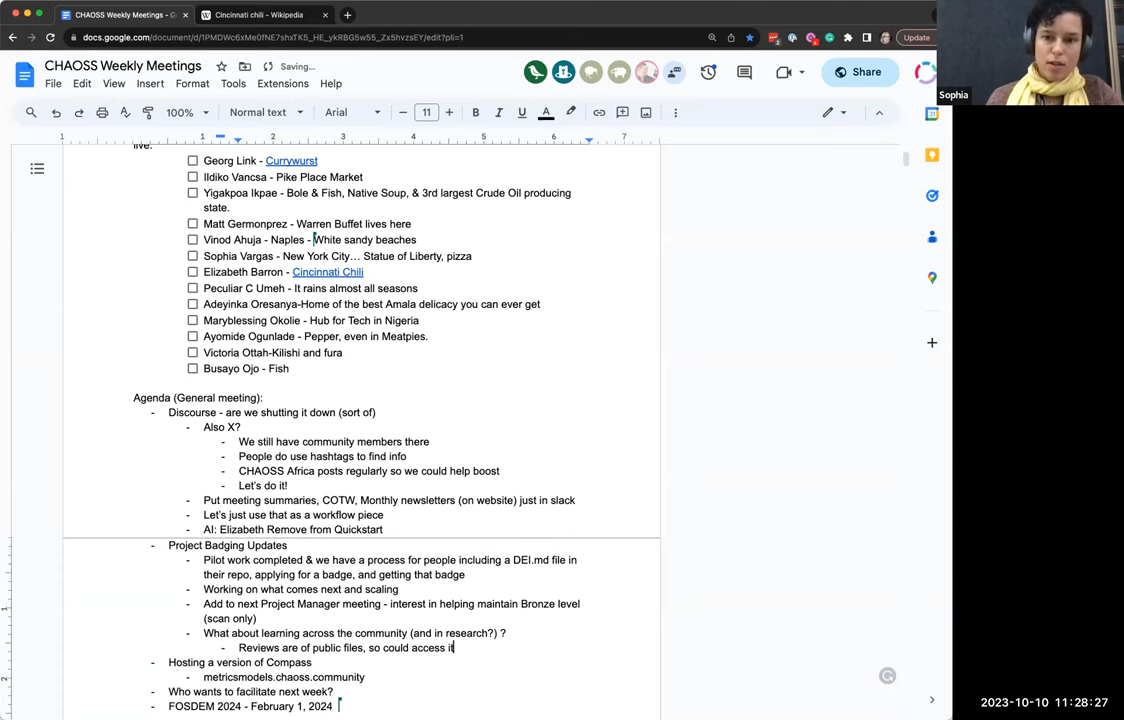 CHAOSS Weekly Meetings - G
Cincinnati chili - Wikipedia
docs.google.com/document/d/1PMDWc6xMe0fNE7shxTK5_HE_ykRBG5w55_Zx5hvzsEY/edit?pli=1
Update
CHAOSS Weekly Meetings
Saving...
File Edit View Insert Format Tools Extensions Help
Share
Sophia
100% Normal text Arial 11 B I U A
1 1 2 3 4 5 6 7
live:
Georg Link - Currywurst
Ildiko Vancsa - Pike Place Market
Yigakpoa Ikpae - Bole & Fish, Native Soup, & 3rd largest Crude Oil producing
state.
Matt Germonprez - Warren Buffet lives here
Vinod Ahuja - Naples - White sandy beaches
Sophia Vargas - New York City… Statue of Liberty, pizza
Elizabeth Barron - Cincinnati Chili
Peculiar C Umeh - It rains almost all seasons
Adeyinka Oresanya-Home of the best Amala delicacy you can ever get
Maryblessing Okolie - Hub for Tech in Nigeria
Ayomide Ogunlade - Pepper, even in Meatpies.
Victoria Ottah-Kilishi and fura
Busayo Ojo - Fish
Agenda (General meeting):
- Discourse - are we shutting it down (sort of)
- Also X?
- We still have community members there
- People do use hashtags to find info
- CHAOSS Africa posts regularly so we could help boost
- Let's do it!
- Put meeting summaries, COTW, Monthly newsletters (on website) just in slack
- Let's just use that as a workflow piece
- AI: Elizabeth Remove from Quickstart
- Project Badging Updates
- Pilot work completed & we have a process for people including a DEI.md file in
their repo, applying for a badge, and getting that badge
- Working on what comes next and scaling
- Add to next Project Manager meeting - interest in helping maintain Bronze level
(scan only)
- What about learning across the community (and in research?) ?
- Reviews are of public files, so could access it
- Hosting a version of Compass
- metricsmodels.chaoss.community
- Who wants to facilitate next week?
- FOSDEM 2024 - February 1, 2024
2023-10-10 11:28:27